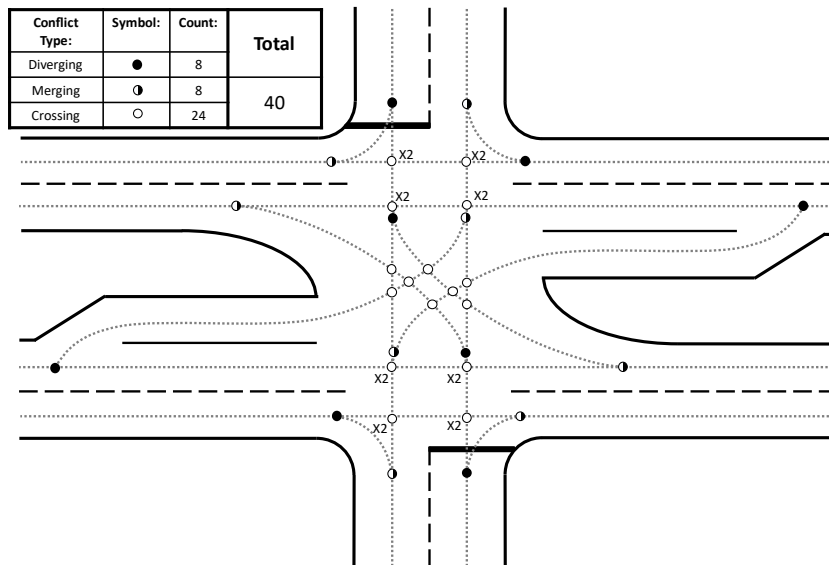 Conflict Type: Symbol: Count: Total
Diverging 8
Merging 8
Crossing 24
40
X2 X2
X2 X2
X2 X2
X2 X2